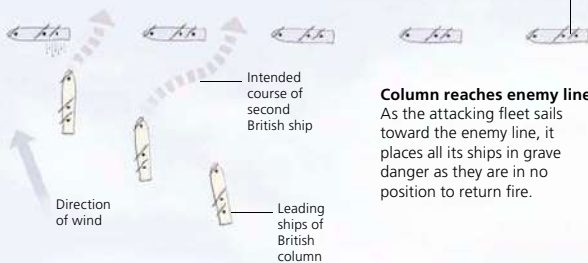 Intended
course of
second
British ship
Column reaches enemy line
As the attacking fleet sails
toward the enemy line, it
places all its ships in grave
danger as they are in no
position to return fire.
Direction
of wind
Leading
ships of
British
column